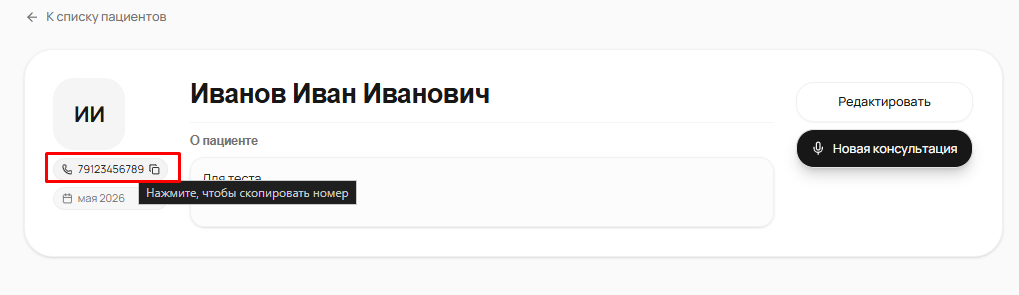 К списку пациентов
ИИ
Иванов Иван Иванович
О пациенте
Для теста
79123456789
Нажмите, чтобы скопировать номер
мая 2026
Редактировать
Новая консультация